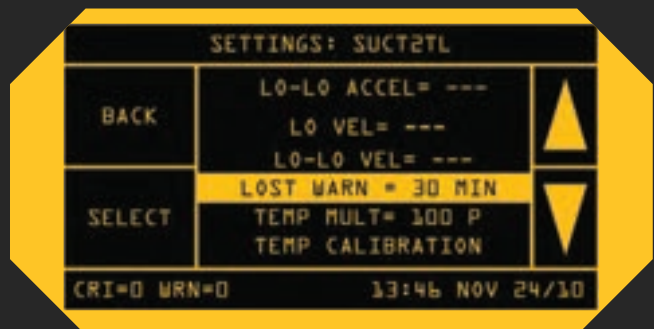 SETTINGS: SUCT2TL
BACK
LO-LO ACCEL= ---
LO VEL= ---
LO-LO VEL= ---
LOST WARN = 30 MIN
SELECT
TEMP MULT= 100 P
TEMP CALIBRATION
CRI=0 WRN=0
13:46 NOV 24/10